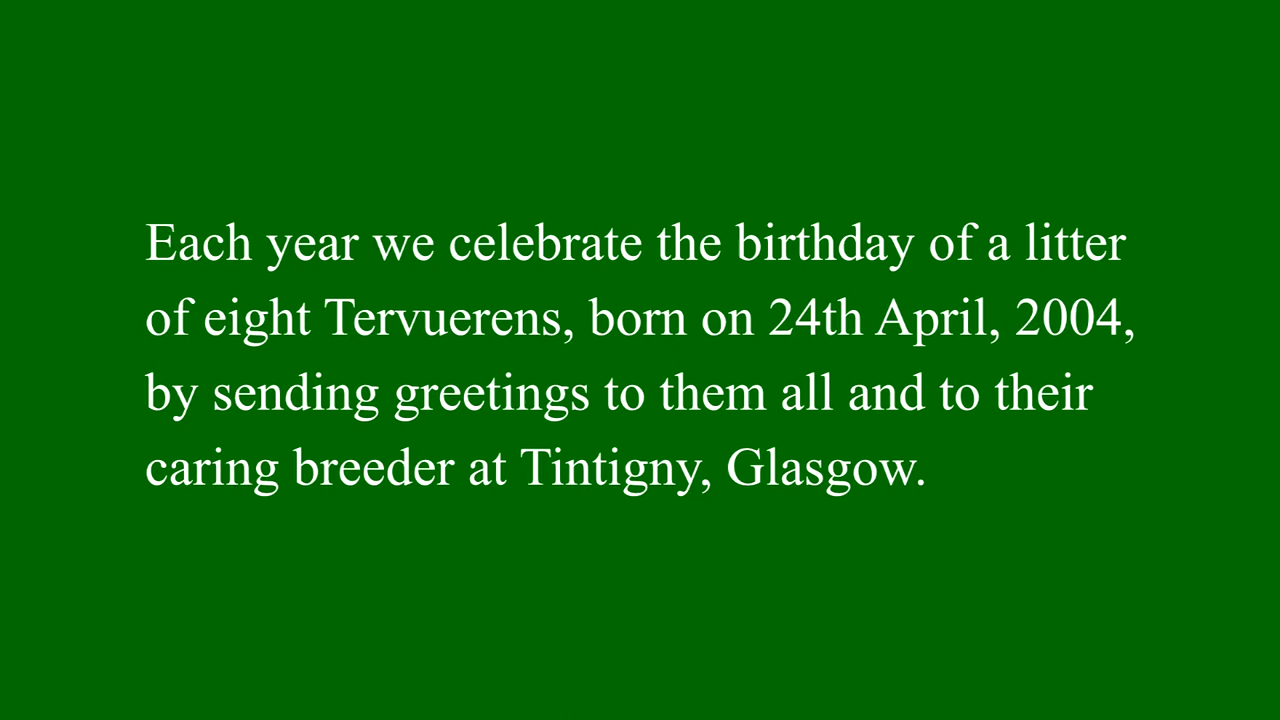 Each year we celebrate the birthday of a litter
of eight Tervuerens, born on 24th April, 2004,
by sending greetings to them all and to their
caring breeder at Tintigny, Glasgow.